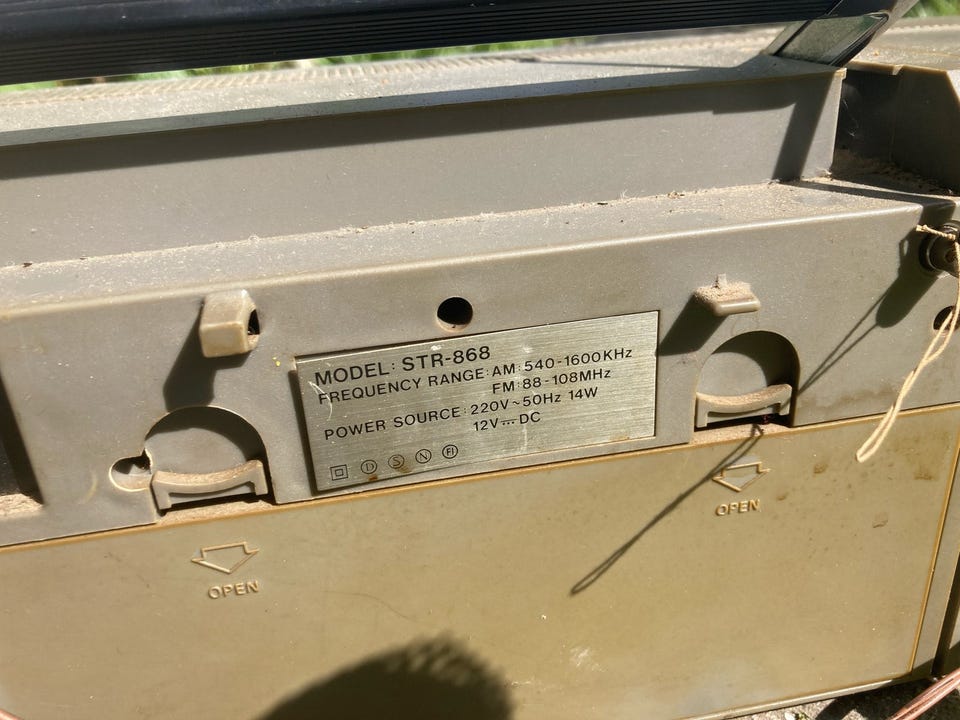 MODEL: STR-868
FREQUENCY RANGE: AM: 540-1600KHz
FM: 88-108MHz
POWER SOURCE: 220V~50Hz 14W
12V⎓DC
D S N FI
OPEN
OPEN